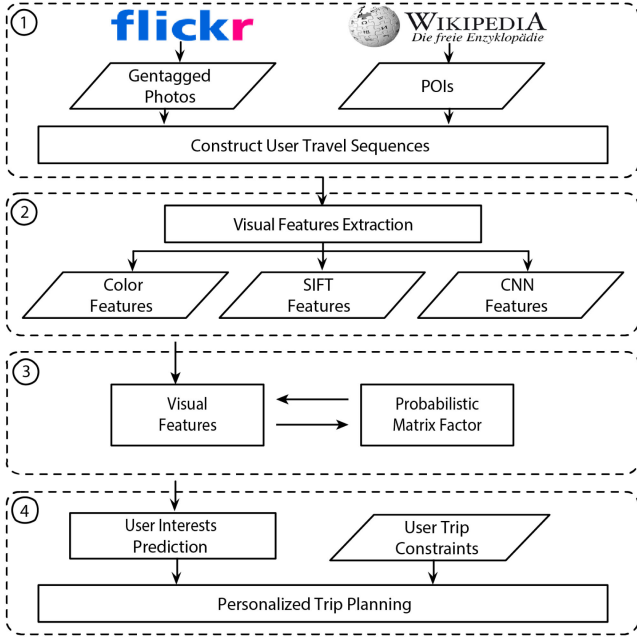 1
flickr
WIKIPEDIA
Die freie Enzyklopädie
Gentagged
Photos
POIs
Construct User Travel Sequences
2
Visual Features Extraction
Color
Features
SIFT
Features
CNN
Features
3
Visual
Features
Probabilistic
Matrix Factor
4
User Interests
Prediction
User Trip
Constraints
Personalized Trip Planning